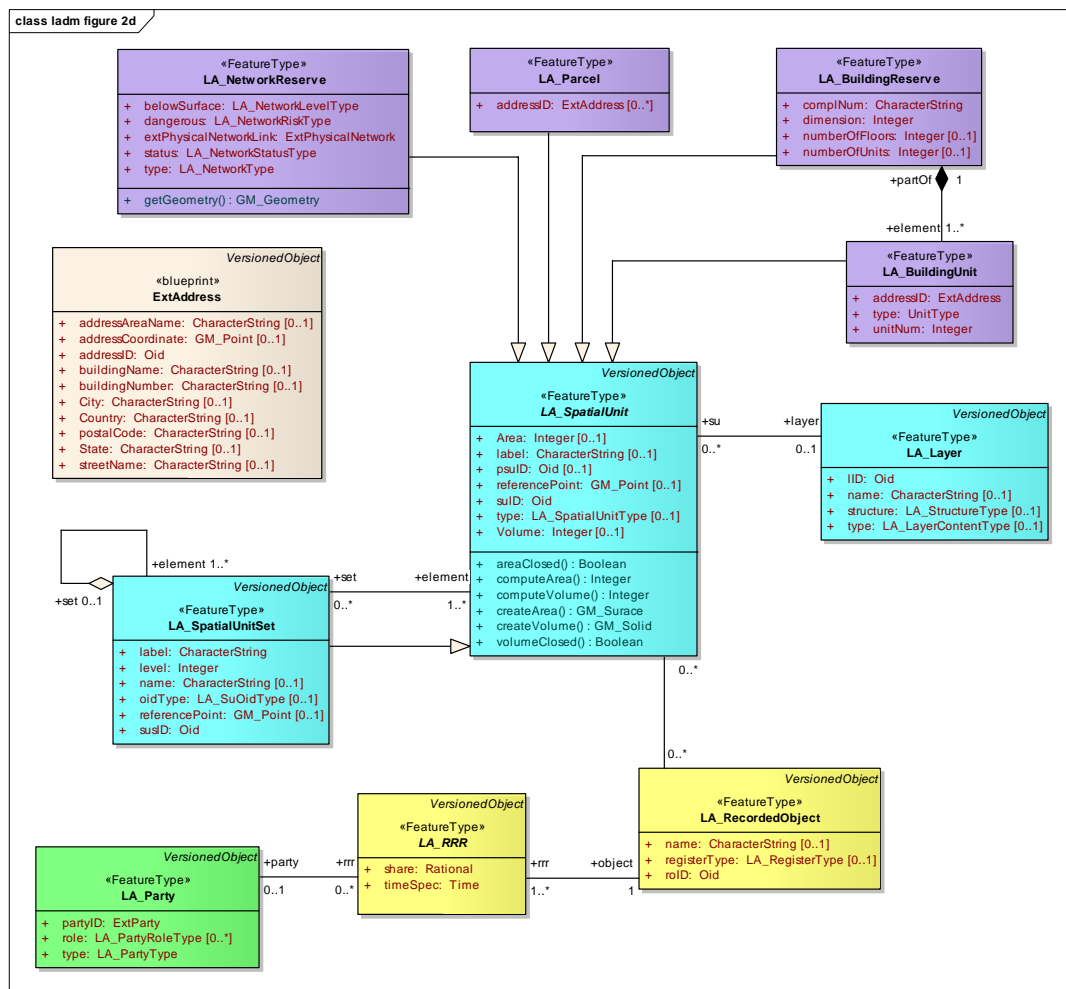 class ladm figure 2d
«FeatureType»
LA_NetworkReserve
+ belowSurface: LA_NetworkLevelType
+ dangerous: LA_NetworkRiskType
+ extPhysicalNetworkLink: ExtPhysicalNetwork
+ status: LA_NetworkStatusType
+ type: LA_NetworkType
+ getGeometry() : GM_Geometry
«FeatureType»
LA_Parcel
+ addressID: ExtAddress [0..*]
«FeatureType»
LA_BuildingReserve
+ complNum: CharacterString
+ dimension: Integer
+ numberOfFloors: Integer [0..1]
+ numberOfUnits: Integer [0..1]
+partOf 1
+element 1..*
«FeatureType»
LA_BuildingUnit
+ addressID: ExtAddress
+ type: UnitType
+ unitNum: Integer
VersionedObject
«blueprint»
ExtAddress
+ addressAreaName: CharacterString [0..1]
+ addressCoordinate: GM_Point [0..1]
+ addressID: Oid
+ buildingName: CharacterString [0..1]
+ buildingNumber: CharacterString [0..1]
+ City: CharacterString [0..1]
+ Country: CharacterString [0..1]
+ postalCode: CharacterString [0..1]
+ State: CharacterString [0..1]
+ streetName: CharacterString [0..1]
VersionedObject
«FeatureType»
LA_SpatialUnit
+ Area: Integer [0..1]
+ label: CharacterString [0..1]
+ psuID: Oid [0..1]
+ referencePoint: GM_Point [0..1]
+ suID: Oid
+ type: LA_SpatialUnitType [0..1]
+ Volume: Integer [0..1]
+ areaClosed() : Boolean
+ computeArea() : Integer
+ computeVolume() : Integer
+ createArea() : GM_Surace
+ createVolume() : GM_Solid
+ volumeClosed() : Boolean
+su
0..*
+layer
0..1
VersionedObject
«FeatureType»
LA_Layer
+ lID: Oid
+ name: CharacterString [0..1]
+ structure: LA_StructureType [0..1]
+ type: LA_LayerContentType [0..1]
+element 1..*
+set 0..1
+set
0..*
+element
1..*
VersionedObject
«FeatureType»
LA_SpatialUnitSet
+ label: CharacterString
+ level: Integer
+ name: CharacterString [0..1]
+ oidType: LA_SuOidType [0..1]
+ referencePoint: GM_Point [0..1]
+ susID: Oid
0..*
0..*
VersionedObject
«FeatureType»
LA_RecordedObject
+ name: CharacterString [0..1]
+ registerType: LA_RegisterType [0..1]
+ roID: Oid
VersionedObject
«FeatureType»
LA_RRR
+ share: Rational
+ timeSpec: Time
+rrr
1..*
+object
1
VersionedObject
«FeatureType»
LA_Party
+ partyID: ExtParty
+ role: LA_PartyRoleType [0..*]
+ type: LA_PartyType
+party
0..1
+rrr
0..*